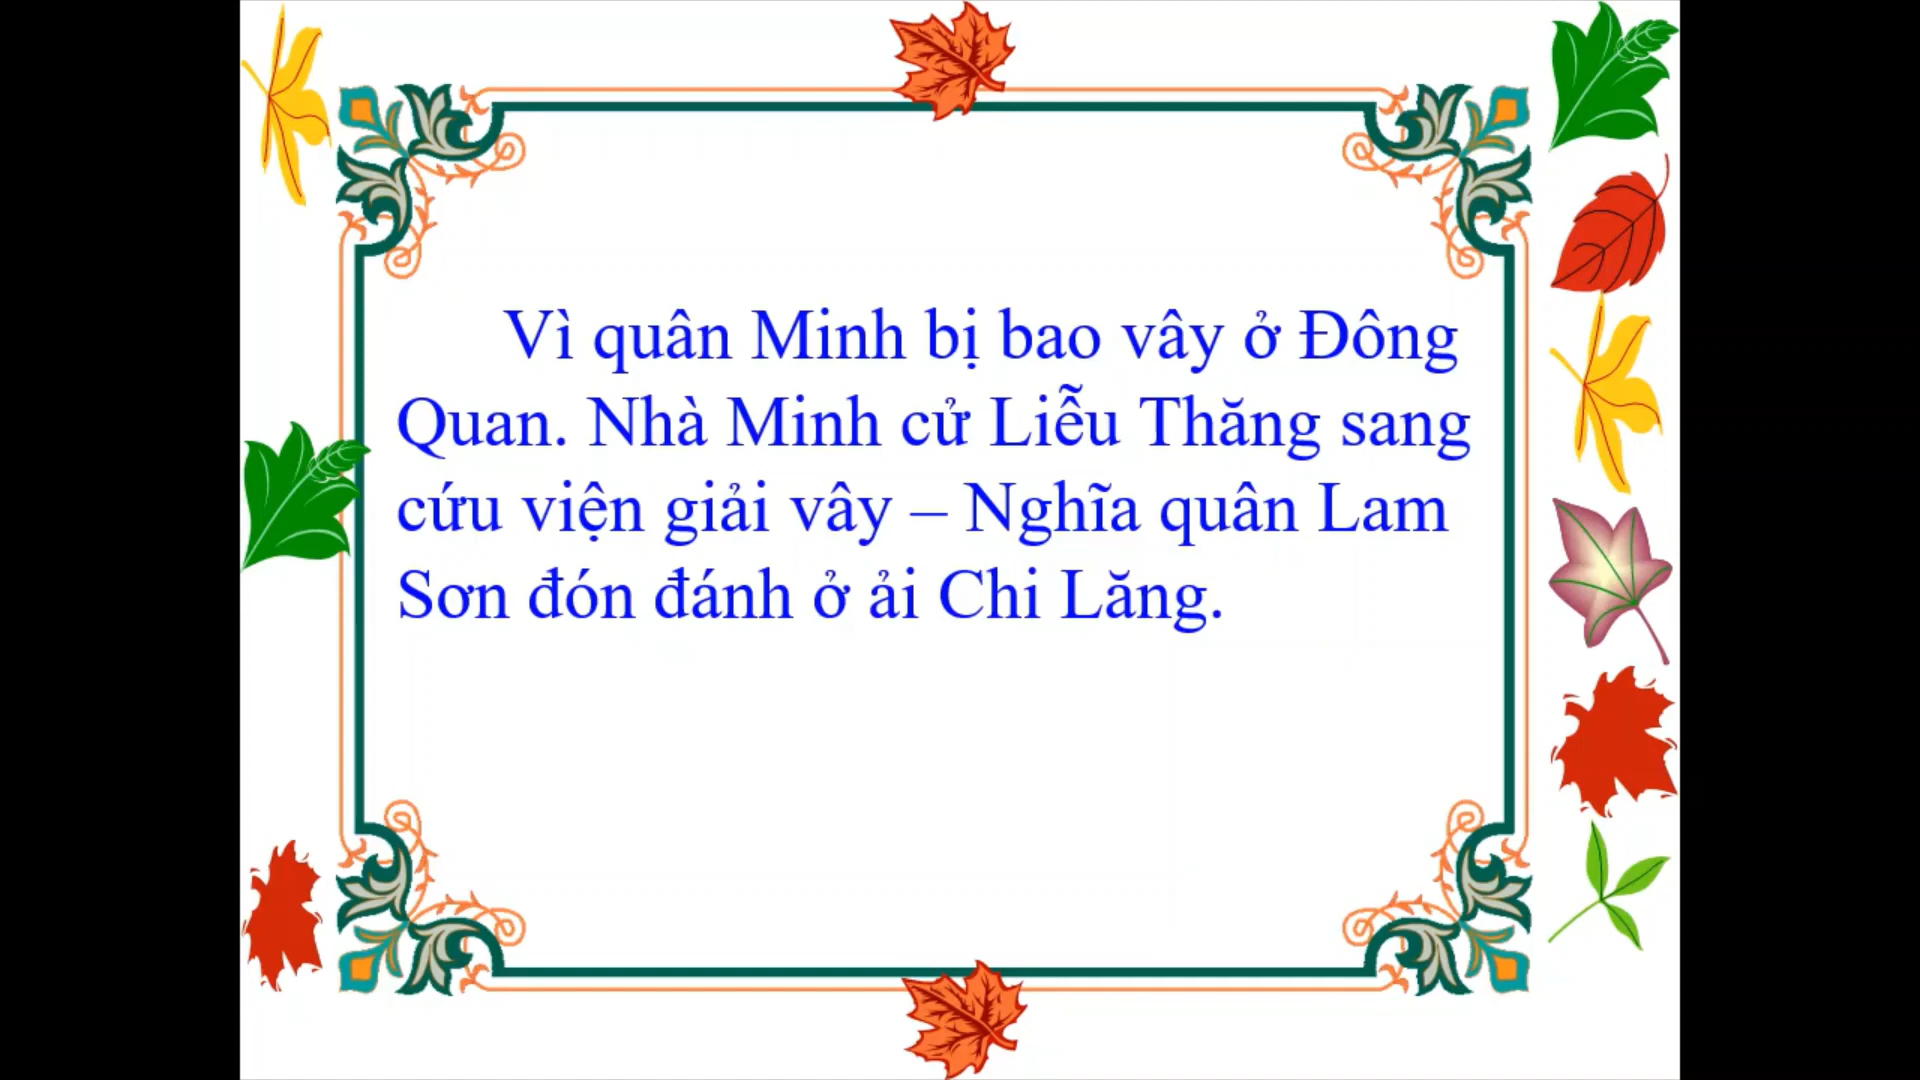 Vì quân Minh bị bao vây ở Đông
Quan. Nhà Minh cử Liễu Thăng sang
cứu viện giải vây – Nghĩa quân Lam
Sơn đón đánh ở ải Chi Lăng.